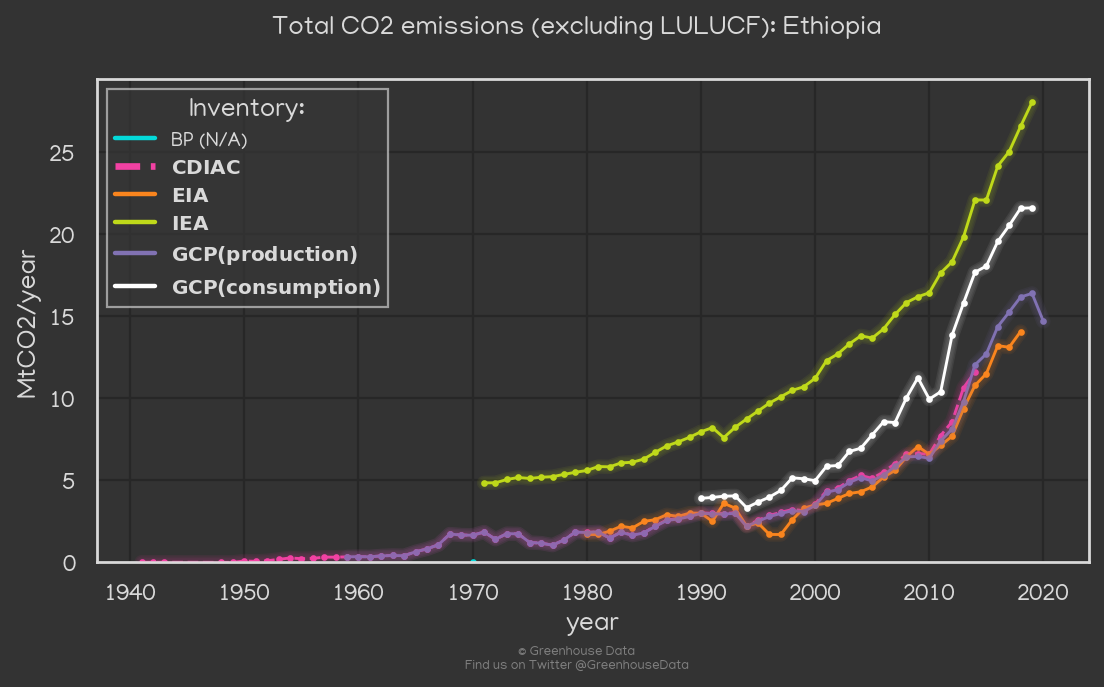 Total CO2 emissions (excluding LULUCF): Ethiopia
Inventory:
BP (N/A)
CDIAC
EIA
IEA
GCP(production)
GCP(consumption)
MtCO2/year
25
20
15
10
5
0
1940 1950 1960 1970 1980 1990 2000 2010 2020
year
© Greenhouse Data
Find us on Twitter @GreenhouseData